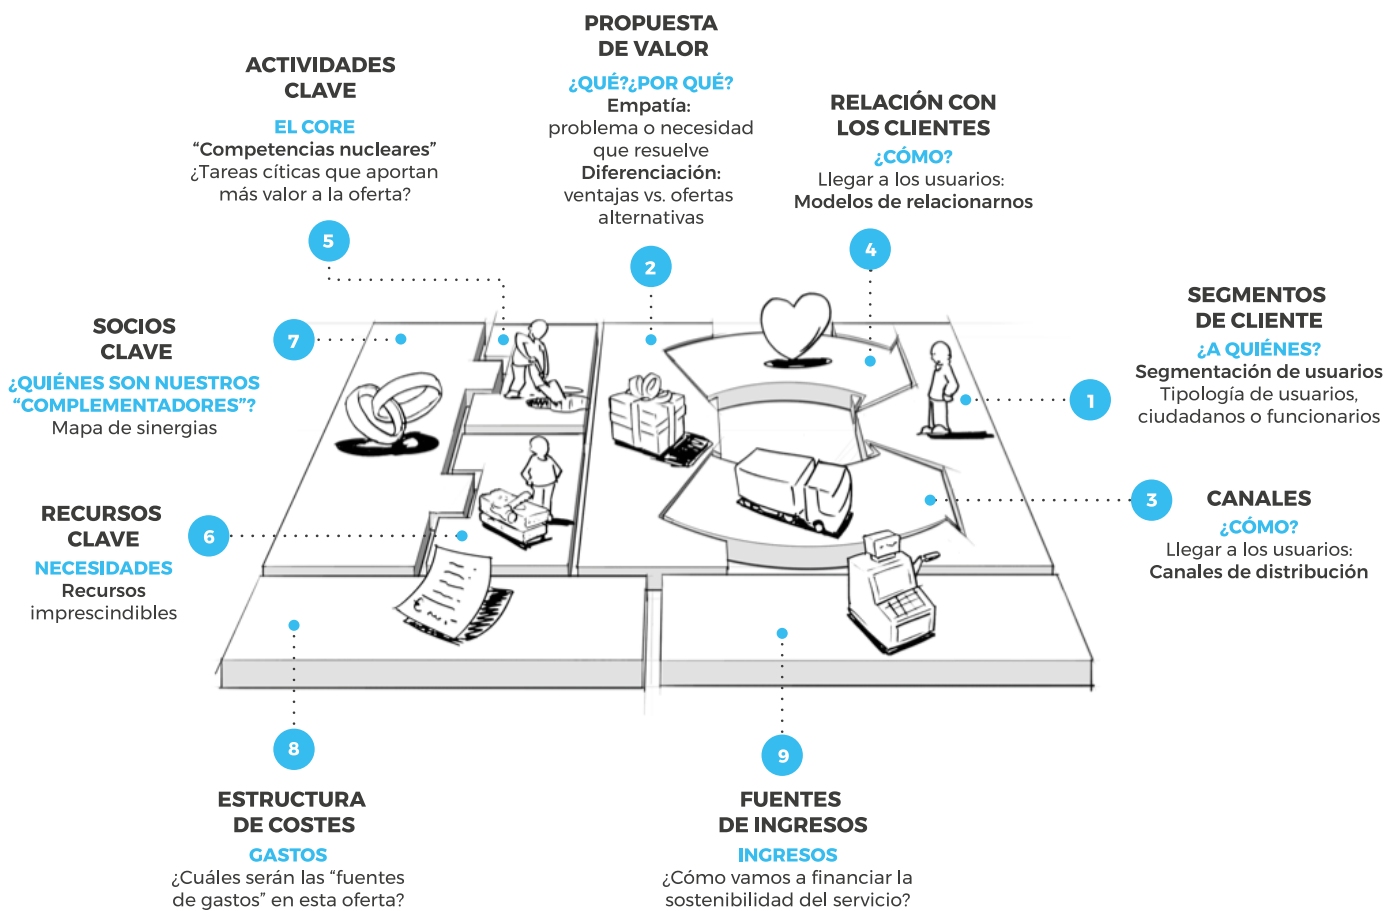 PROPUESTA
DE VALOR
¿QUÉ?¿POR QUÉ?
Empatía:
problema o necesidad
que resuelve
Diferenciación:
ventajas vs. ofertas
alternativas
2
ACTIVIDADES
CLAVE
EL CORE
“Competencias nucleares”
¿Tareas cíticas que aportan
más valor a la oferta?
5
RELACIÓN CON
LOS CLIENTES
¿CÓMO?
Llegar a los usuarios:
Modelos de relacionarnos
4
SOCIOS
CLAVE
¿QUIÉNES SON NUESTROS
“COMPLEMENTADORES”?
Mapa de sinergias
7
SEGMENTOS
DE CLIENTE
¿A QUIÉNES?
Segmentación de usuarios
Tipología de usuarios,
ciudadanos o funcionarios
1
RECURSOS
CLAVE
NECESIDADES
Recursos
imprescindibles
6
CANALES
¿CÓMO?
Llegar a los usuarios:
Canales de distribución
3
€
8
ESTRUCTURA
DE COSTES
GASTOS
¿Cuáles serán las “fuentes
de gastos” en esta oferta?
9
FUENTES
DE INGRESOS
INGRESOS
¿Cómo vamos a financiar la
sostenibilidad del servicio?